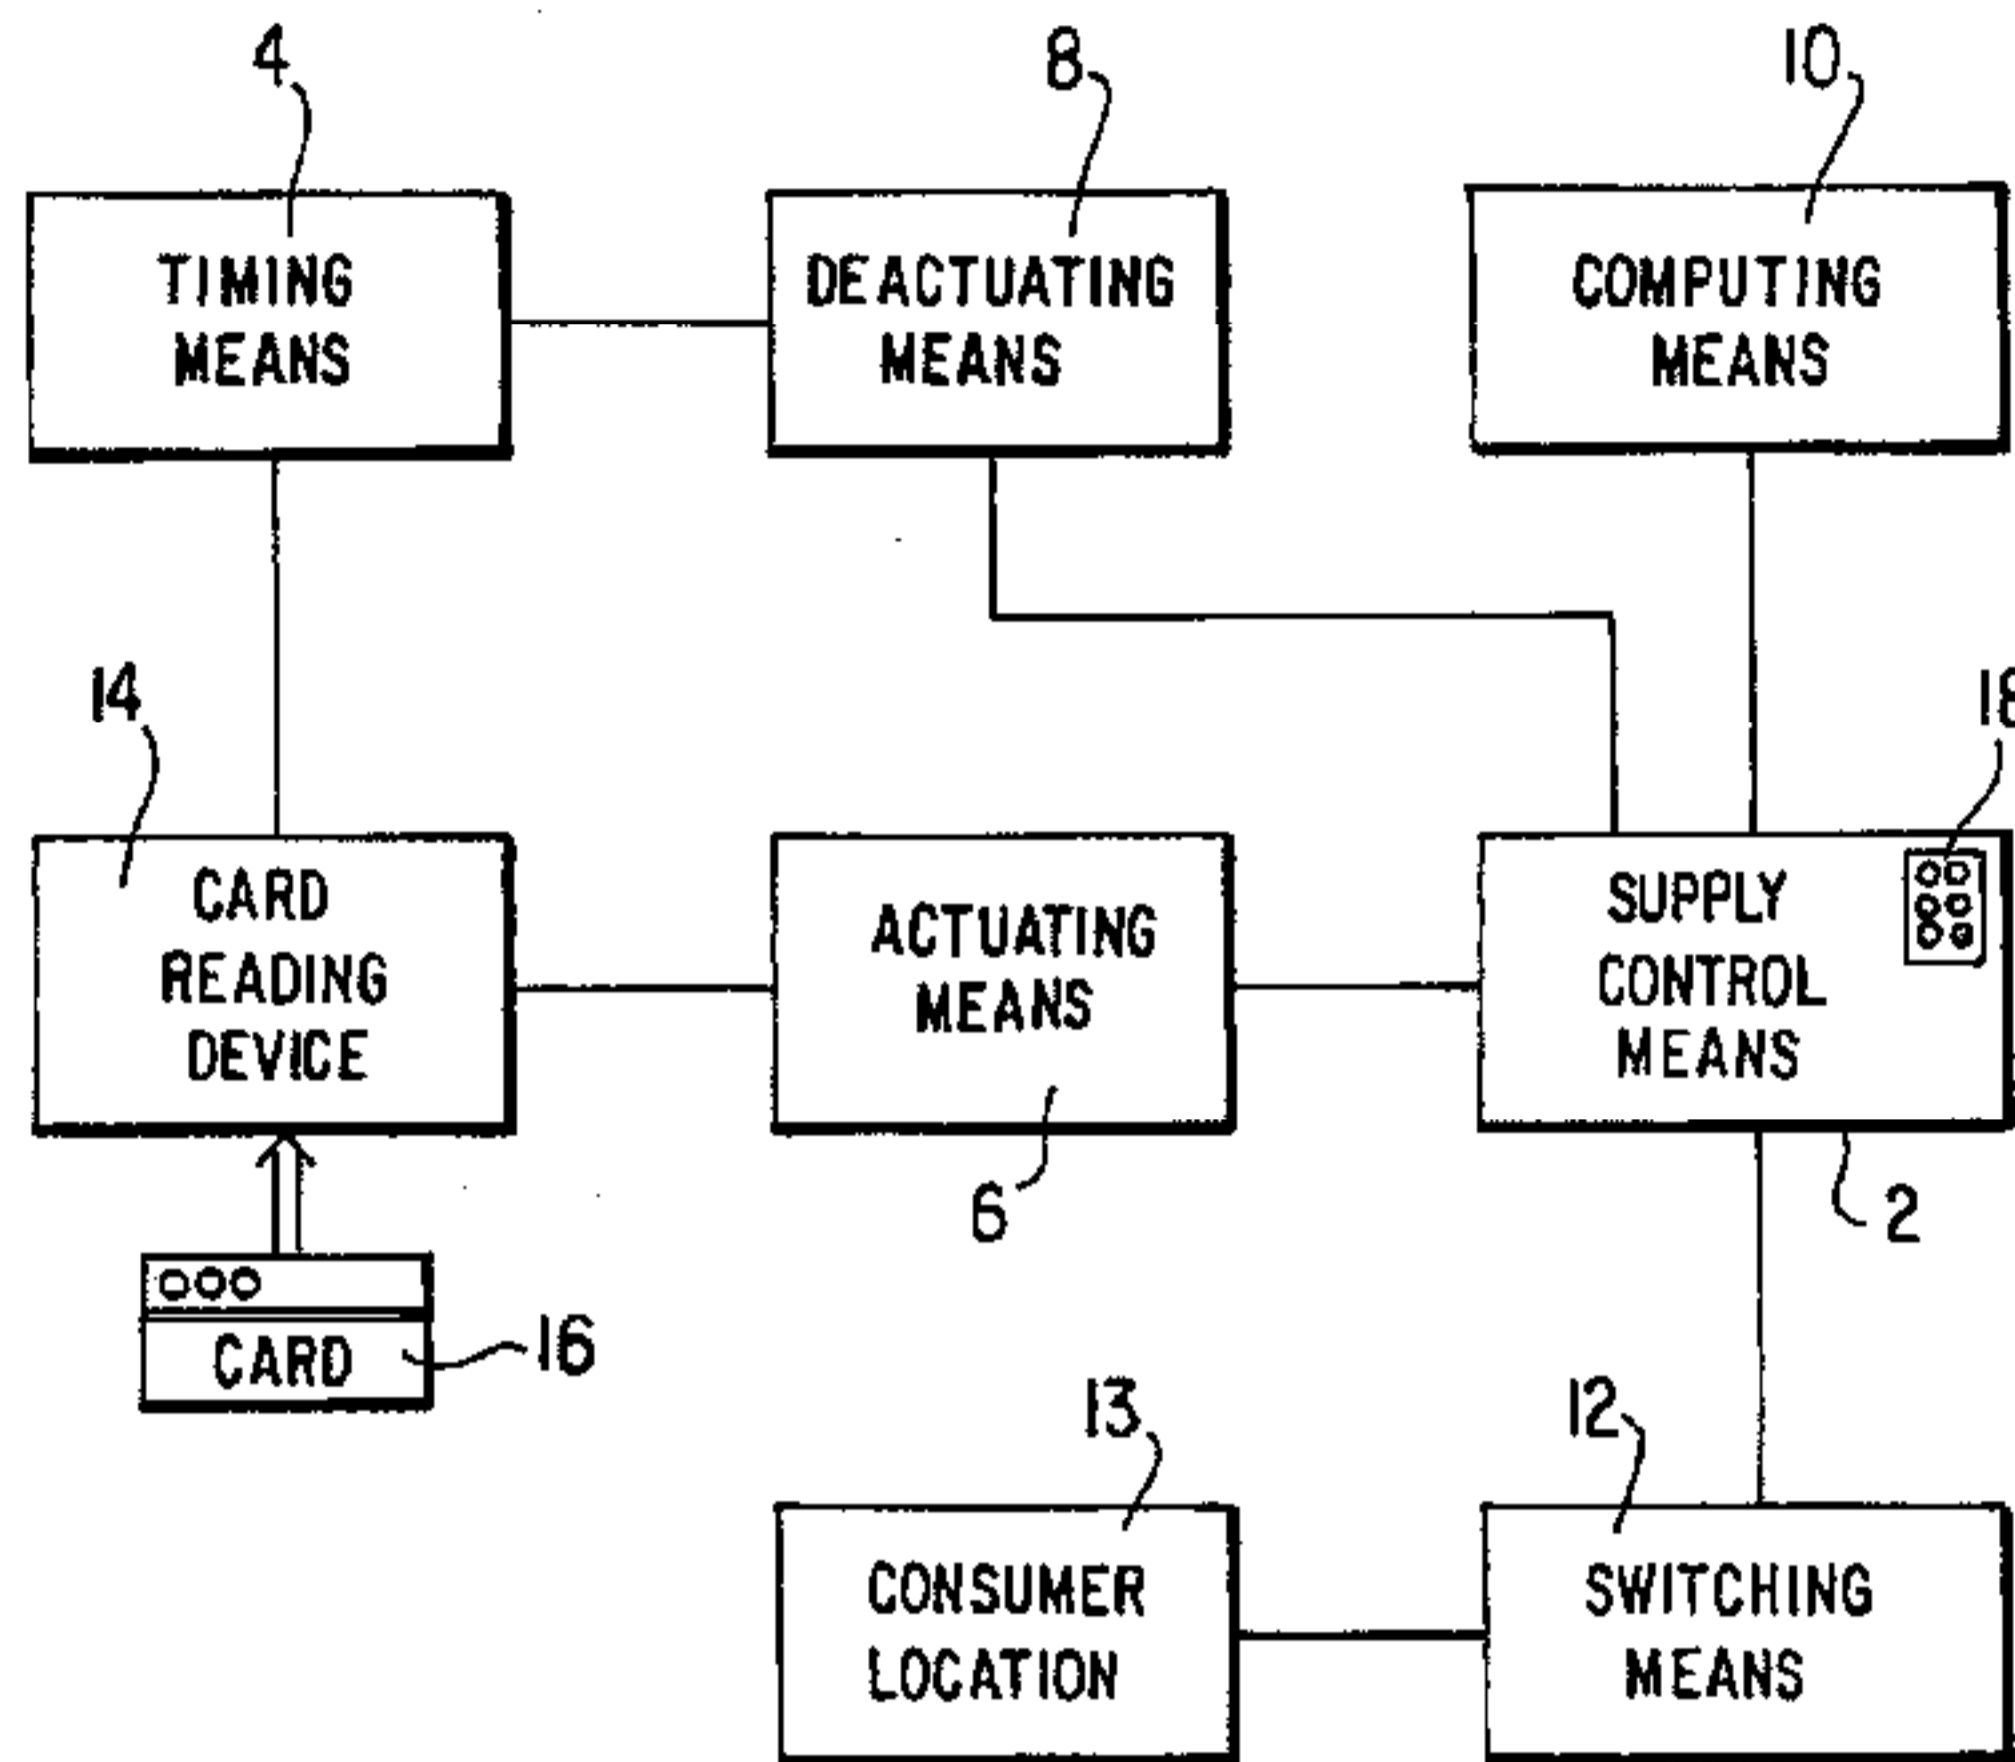 4
8
10
TIMING
MEANS
DEACTUATING
MEANS
COMPUTING
MEANS
14
18
CARD
READING
DEVICE
ACTUATING
MEANS
SUPPLY
CONTROL
MEANS
6
2
CARD
16
13
12
CONSUMER
LOCATION
SWITCHING
MEANS